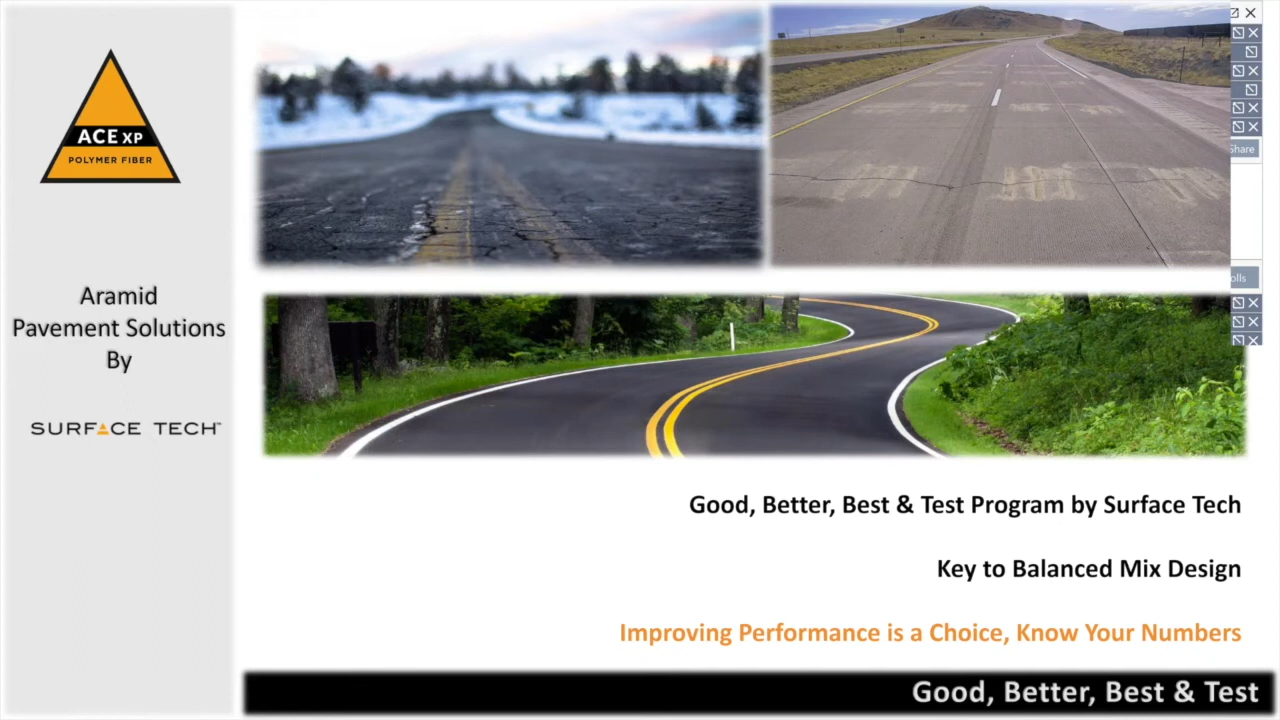 ACE XP
POLYMER FIBER
Aramid
Pavement Solutions
By
SURFACE TECH
Share
olls
Good, Better, Best & Test Program by Surface Tech
Key to Balanced Mix Design
Improving Performance is a Choice, Know Your Numbers
Good, Better, Best & Test